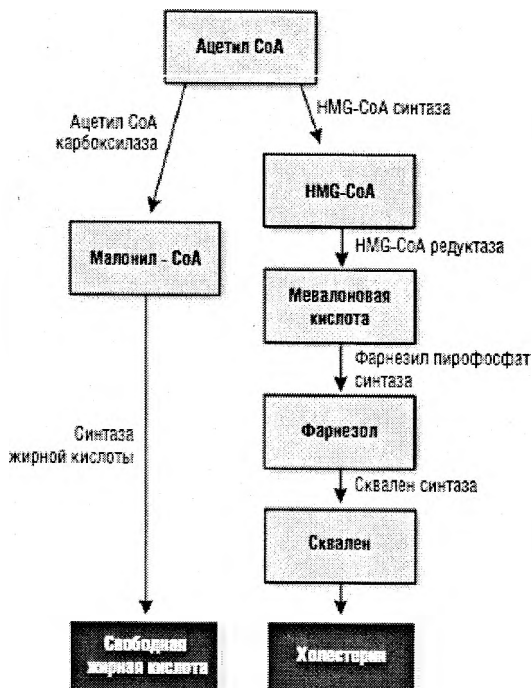 Ацетил CoA
Ацетил CoA
карбоксилаза
HMG-CoA синтаза
HMG-CoA
Малонил - CoA
HMG-CoA редуктаза
Мевалоновая
кислота
Фарнезил пирофосфат
синтаза
Фарнезол
Синтаза
жирной кислоты
Сквален синтаза
Сквален
Свободная
жирная кислота
Холестерин